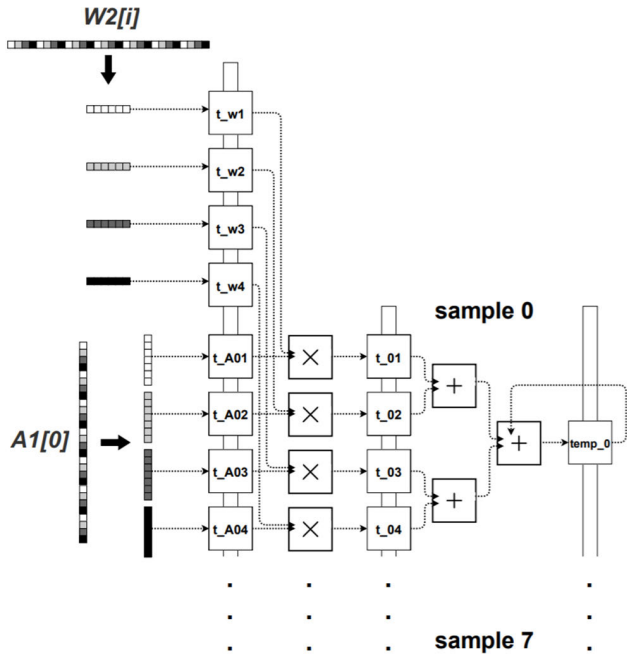 W2[i]
t_w1
t_w2
t_w3
t_w4
sample 0
t_A01
×
t_01
+
t_A02
×
t_02
A1[0]
+
temp_0
t_A03
×
t_03
+
t_A04
×
t_04
. . . .
. . . .
. . . .
sample 7